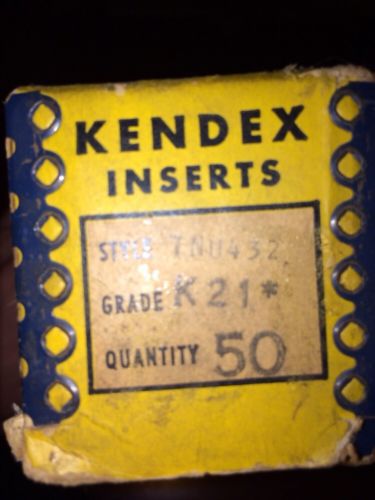 KENDEX
INSERTS
STYLE TNU432
GRADE K21*
QUANTITY 50